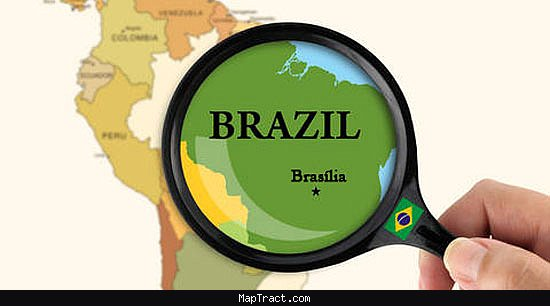 VENEZUELA
COLOMBIA
ECUADOR
PERU
BRAZIL
Brasília
MapTract.com